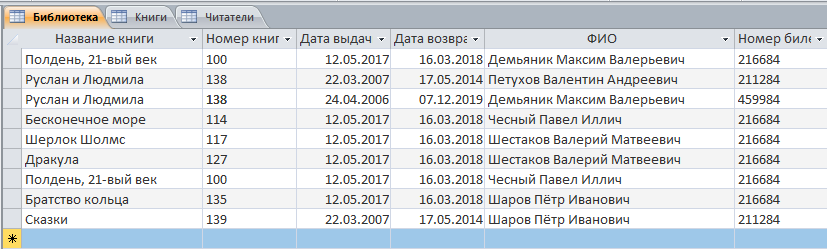 Библиотека Книги Читатели
Название книги Номер книг Дата выдач Дата возвра ФИО Номер биле
Полдень, 21-вый век 100 12.05.2017 16.03.2018 Демьяник Максим Валерьевич 216684
Руслан и Людмила 138 22.03.2007 17.05.2014 Петухов Валентин Андреевич 211284
Руслан и Людмила 138 24.04.2006 07.12.2019 Демьяник Максим Валерьевич 459984
Бесконечное море 114 12.05.2017 16.03.2018 Чесный Павел Иллич 216684
Шерлок Шолмс 117 12.05.2017 16.03.2018 Шестаков Валерий Матвеевич 216684
Дракула 127 12.05.2017 16.03.2018 Шестаков Валерий Матвеевич 216684
Полдень, 21-вый век 100 12.05.2017 16.03.2018 Чесный Павел Иллич 216684
Братство кольца 135 12.05.2017 16.03.2018 Шаров Пётр Иванович 216684
Сказки 139 22.03.2007 17.05.2014 Шаров Пётр Иванович 211284